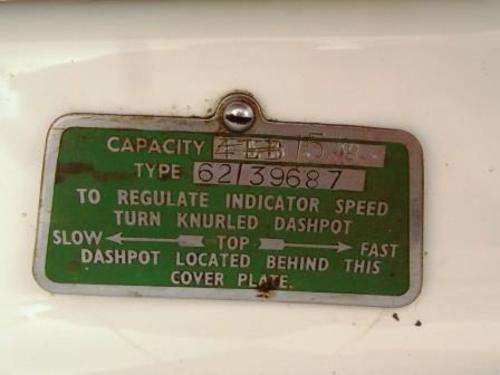 CAPACITY 15
TYPE 62/39687
TO REGULATE INDICATOR SPEED
TURN KNURLED DASHPOT
SLOW TOP FAST
DASHPOT LOCATED BEHIND THIS
COVER PLATE.